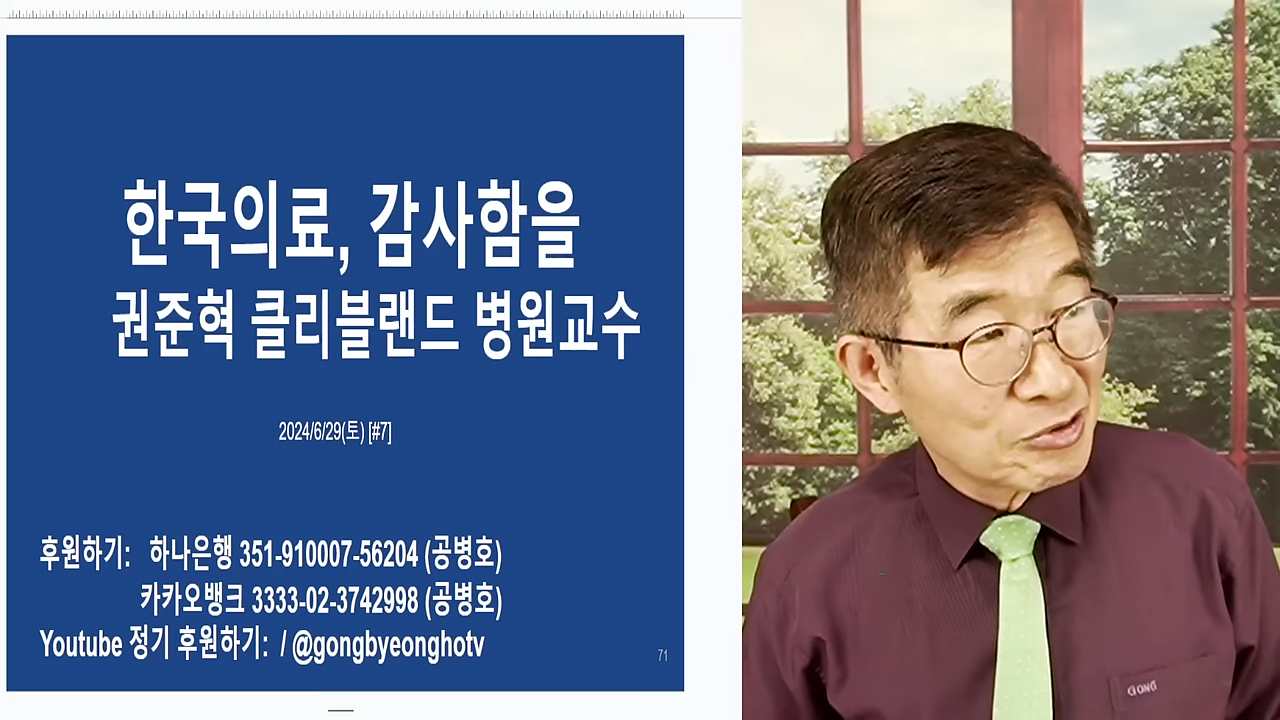 한국의료, 감사함을
권준혁 클리블랜드 병원교수
2024/6/29(토) [#7]
후원하기: 하나은행 351-910007-56204 (공병호)
카카오뱅크 3333-02-3742998 (공병호)
Youtube 정기 후원하기: / @gongbyeonghotv
71
GONG